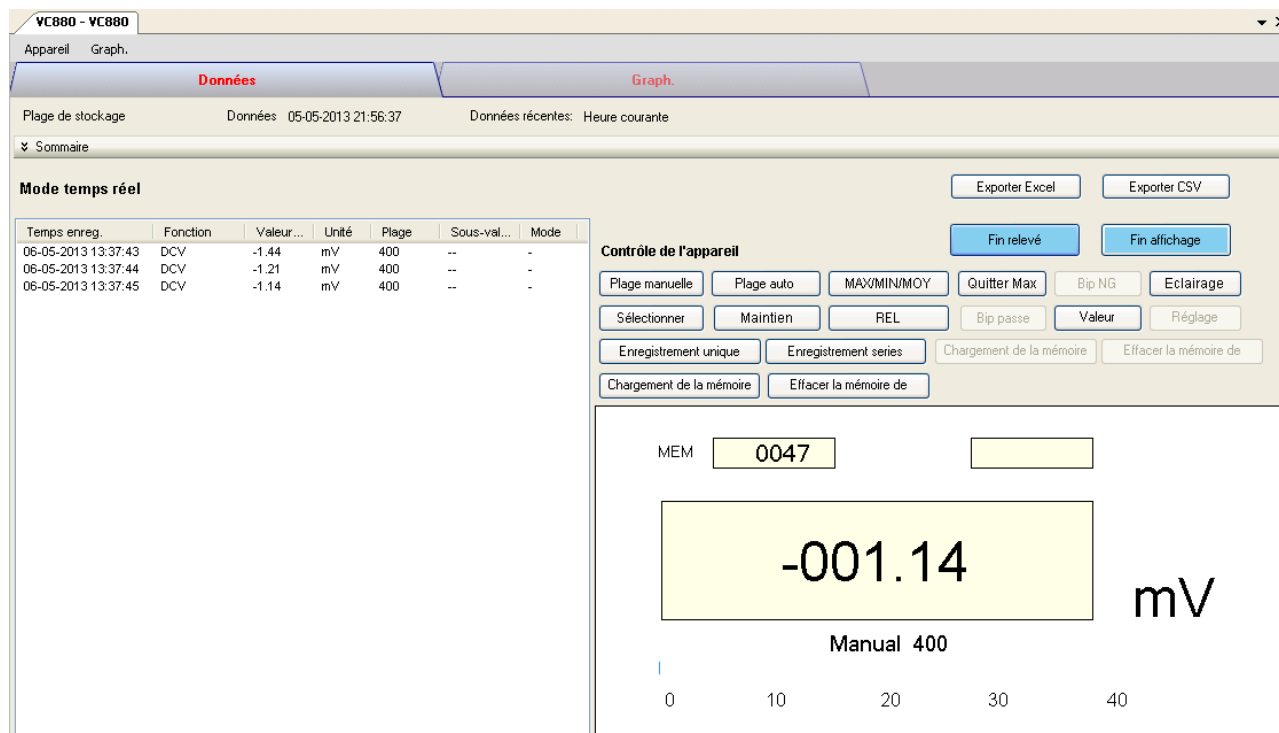 VC880 - VC880
Appareil Graph.
Données Graph.
Plage de stockage Données 05-05-2013 21:56:37 Données récentes: Heure courante
Sommaire
Mode temps réel
Exporter Excel Exporter CSV
Temps enreg. Fonction Valeur... Unité Plage Sous-val... Mode
06-05-2013 13:37:43 DCV -1.44 mV 400 -- -
06-05-2013 13:37:44 DCV -1.21 mV 400 -- -
06-05-2013 13:37:45 DCV -1.14 mV 400 -- -
Contrôle de l'appareil
Fin relevé Fin affichage
Plage manuelle Plage auto MAX/MIN/MOY Quitter Max Bip NG Eclairage
Sélectionner Maintien REL Bip passe Valeur Réglage
Enregistrement unique Enregistrement series Chargement de la mémoire Effacer la mémoire de
Chargement de la mémoire Effacer la mémoire de
MEM 0047
-001.14
mV
Manual 400
0 10 20 30 40